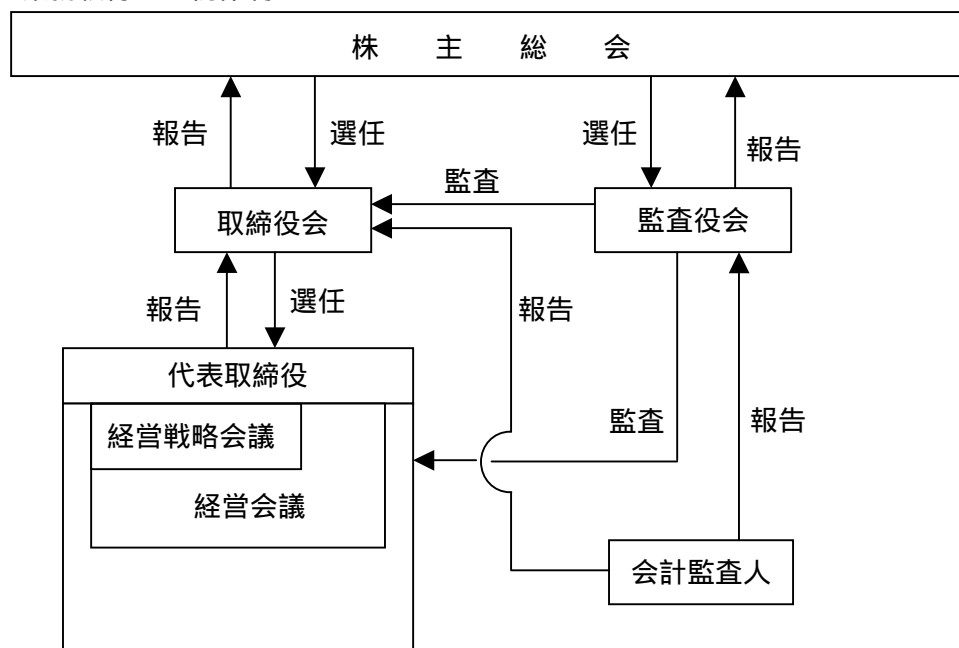 株主総会
報告
選任
選任
報告
監査
取締役会
監査役会
報告
選任
報告
代表取締役
経営戦略会議
監査
報告
経営会議
会計監査人